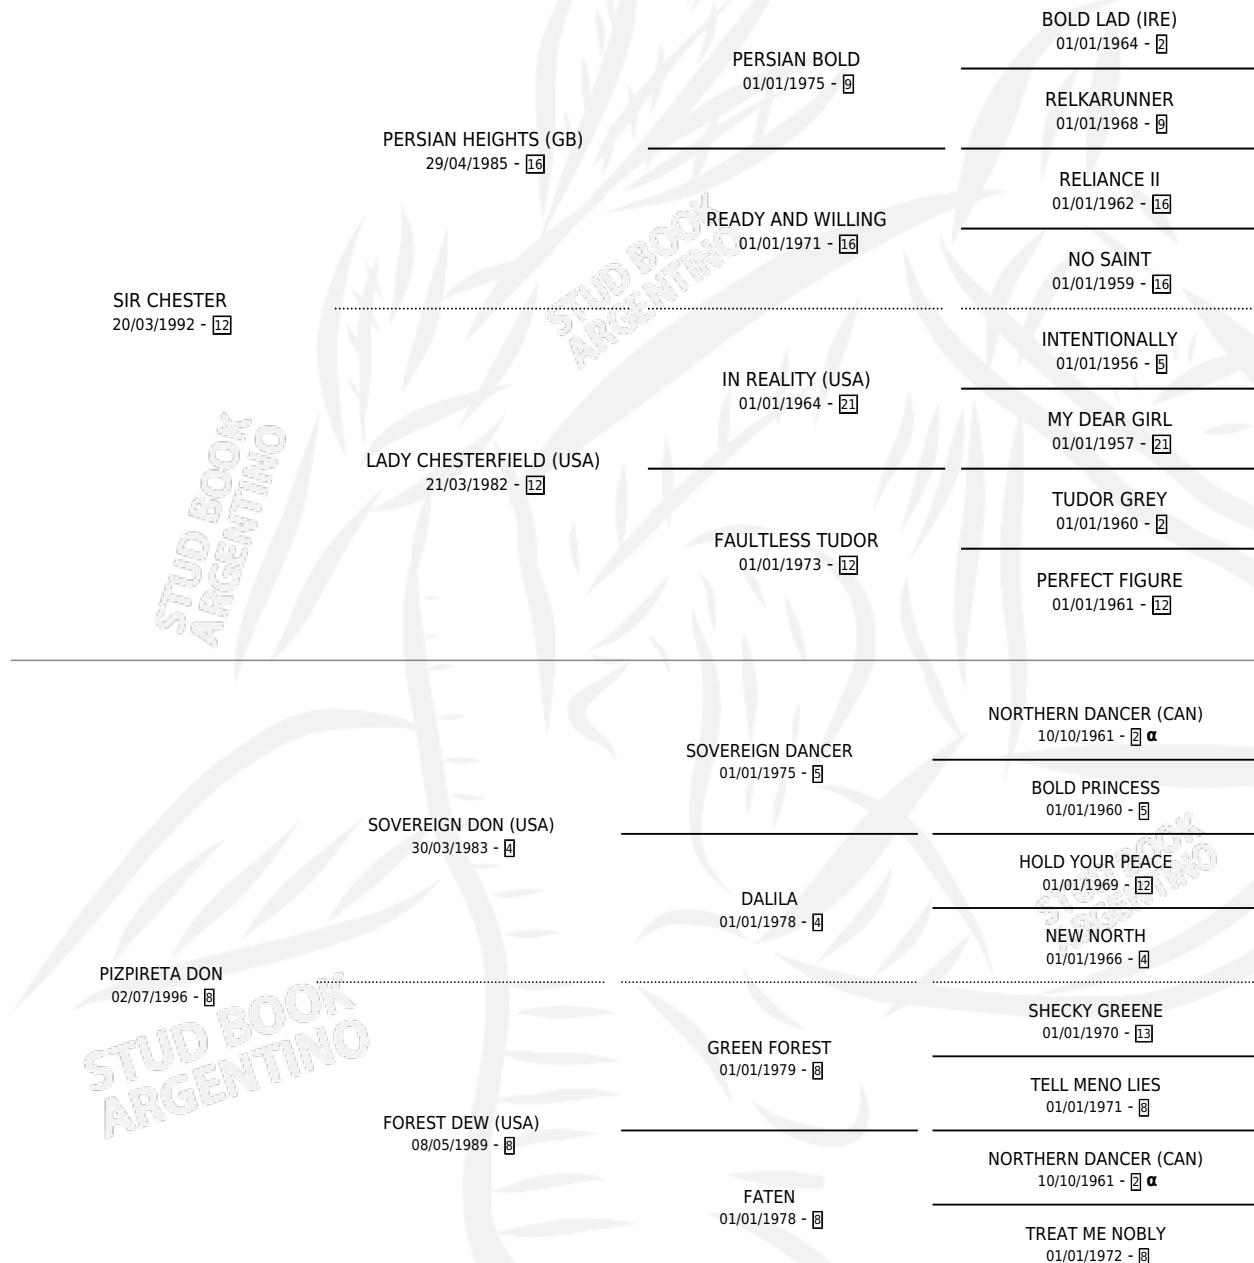 BOLD LAD (IRE)
01/01/1964 - 2
PERSIAN BOLD
01/01/1975 - 9
RELKARUNNER
01/01/1968 - 9
PERSIAN HEIGHTS (GB)
29/04/1985 - 16
RELIANCE II
01/01/1962 - 16
READY AND WILLING
01/01/1971 - 16
NO SAINT
01/01/1959 - 16
SIR CHESTER
20/03/1992 - 12
INTENTIONALLY
01/01/1956 - 5
IN REALITY (USA)
01/01/1964 - 21
MY DEAR GIRL
01/01/1957 - 21
LADY CHESTERFIELD (USA)
21/03/1982 - 12
TUDOR GREY
01/01/1960 - 2
FAULTLESS TUDOR
01/01/1973 - 12
PERFECT FIGURE
01/01/1961 - 12
NORTHERN DANCER (CAN)
10/10/1961 - 2 α
SOVEREIGN DANCER
01/01/1975 - 5
BOLD PRINCESS
01/01/1960 - 5
SOVEREIGN DON (USA)
30/03/1983 - 4
HOLD YOUR PEACE
01/01/1969 - 12
DALILA
01/01/1978 - 4
NEW NORTH
01/01/1966 - 4
PIZPIRETA DON
02/07/1996 - 8
SHECKY GREENE
01/01/1970 - 13
GREEN FOREST
01/01/1979 - 8
TELL MENO LIES
01/01/1971 - 8
FOREST DEW (USA)
08/05/1989 - 8
NORTHERN DANCER (CAN)
10/10/1961 - 2 α
FATEN
01/01/1978 - 8
TREAT ME NOBLY
01/01/1972 - 8
STUD BOOK
ARGENTINO
STUD BOOK
ARGENTINO
STUD BOOK
ARGENTINO
STUD BOOK
ARGENTINO